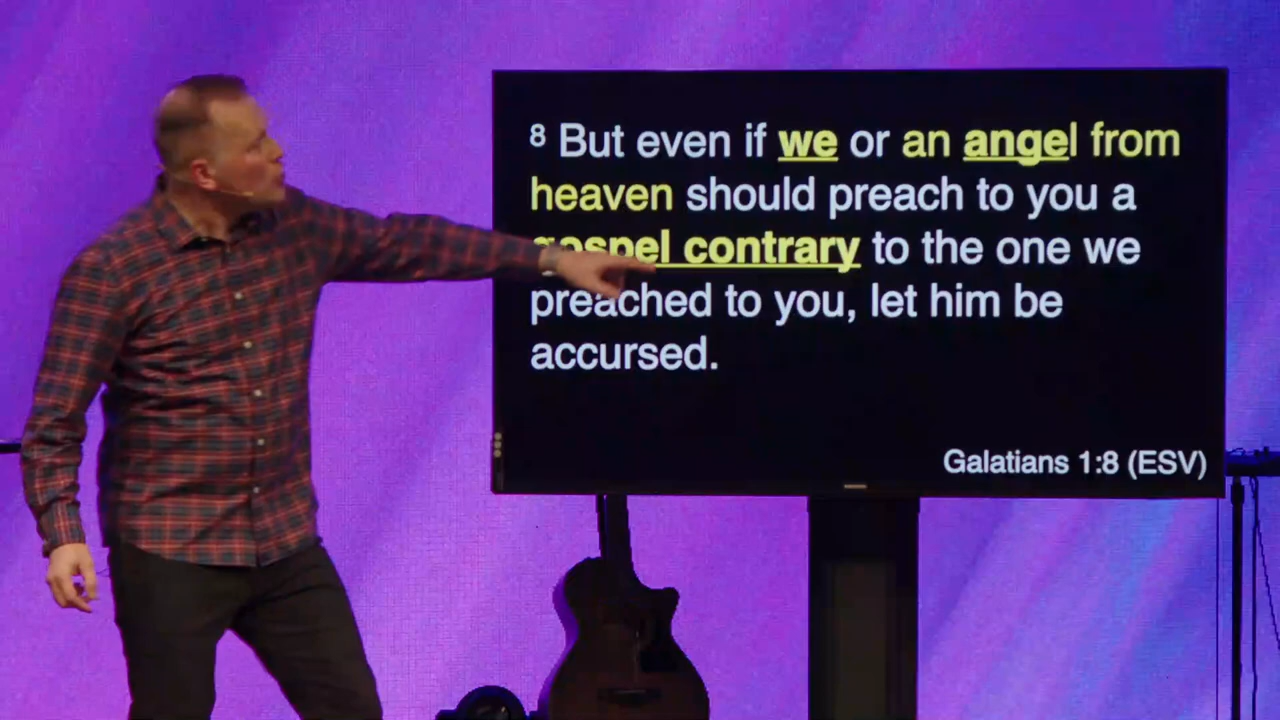 8 But even if we or an angel from
heaven should preach to you a
gospel contrary to the one we
preached to you, let him be
accursed.
Galatians 1:8 (ESV)